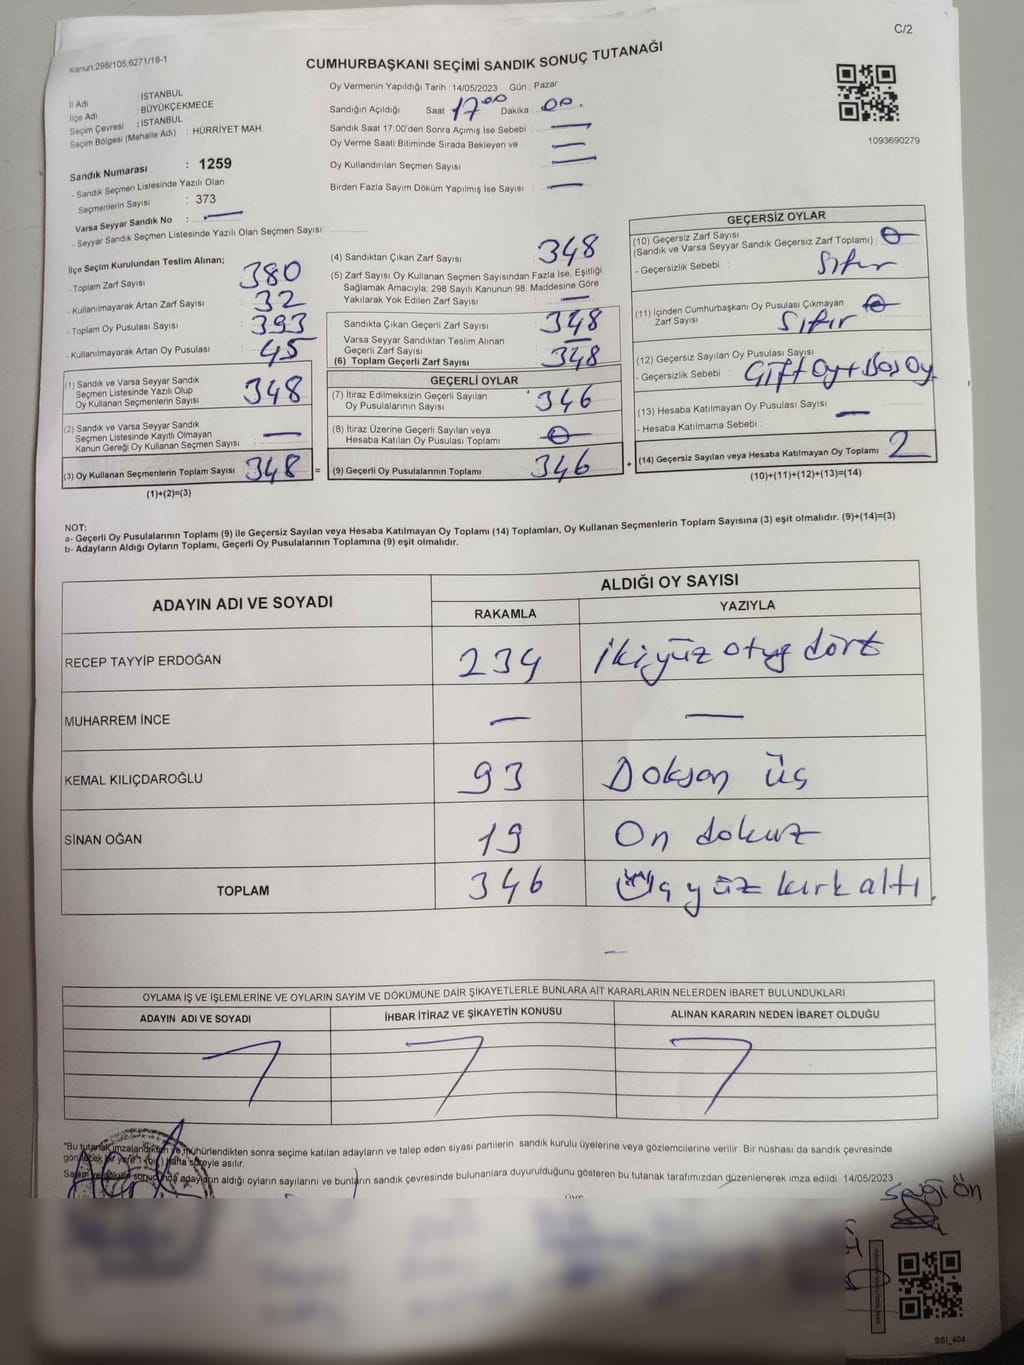 C/2
Kanun:298/105;6271/18-1
CUMHURBAŞKANI SEÇİMİ SANDIK SONUÇ TUTANAĞI
İl Adı : İSTANBUL
İlçe Adı : BÜYÜKÇEKMECE
Seçim Çevresi : İSTANBUL
Seçim Bölgesi (Mahalle Adı) : HÜRRİYET MAH.
Sandık Numarası : 1259
- Sandık Seçmen Listesinde Yazılı Olan
Seçmenlerin Sayısı : 373
Varsa Seyyar Sandık No : —
- Seyyar Sandık Seçmen Listesinde Yazılı Olan Seçmen Sayısı:
Oy Vermenin Yapıldığı Tarih : 14/05/2023 Gün : Pazar
Sandığın Açıldığı Saat 17⁰⁰ Dakika : 00.
Sandık Saat 17:00'den Sonra Açımış İse Sebebi : —
Oy Verme Saati Bitiminde Sırada Bekleyen ve —
Oy Kullandırılan Seçmen Sayısı : —
Birden Fazla Sayım Döküm Yapılmış İse Sayısı : —
1093690279
İlçe Seçim Kurulundan Teslim Alınan;
- Toplam Zarf Sayısı : 380
- Kullanılmayarak Artan Zarf Sayısı : 32
- Toplam Oy Pusulası Sayısı : 393
- Kullanılmayarak Artan Oy Pusulası : 45
(1) Sandık ve Varsa Seyyar Sandık
Seçmen Listesinde Yazılı Olup
Oy Kullanan Seçmenlerin Sayısı : 348
(2) Sandık ve Varsa Seyyar Sandık
Seçmen Listesinde Kayıtlı Olmayan
Kanun Gereği Oy Kullanan Seçmen Sayısı : —
(3) Oy Kullanan Seçmenlerin Toplam Sayısı 348 =
(1)+(2)=(3)
(4) Sandıktan Çıkan Zarf Sayısı : 348
(5) Zarf Sayısı Oy Kullanan Seçmen Sayısından Fazla İse, Eşitliği
Sağlamak Amacıyla; 298 Sayılı Kanunun 98. Maddesine Göre
Yakılarak Yok Edilen Zarf Sayısı : —
Sandıkta Çıkan Geçerli Zarf Sayısı : 348
Varsa Seyyar Sandıktan Teslim Alınan
Geçerli Zarf Sayısı : —
(6) Toplam Geçerli Zarf Sayısı : 348
GEÇERLİ OYLAR
(7) İtiraz Edilmeksizin Geçerli Sayılan
Oy Pusulalarının Sayısı : 346
(8) İtiraz Üzerine Geçerli Sayılan veya
Hesaba Katılan Oy Pusulası Toplamı : 0
(9) Geçerli Oy Pusulalarının Toplamı : 346 +
GEÇERSİZ OYLAR
(10) Geçersiz Zarf Sayısı
(Sandık ve Varsa Seyyar Sandık Geçersiz Zarf Toplamı) : 0
- Geçersizlik Sebebi : Sıfır
(11) İçinden Cumhurbaşkanı Oy Pusulası Çıkmayan
Zarf Sayısı : 0 Sıfır
(12) Geçersiz Sayılan Oy Pusulası Sayısı
- Geçersizlik Sebebi : Çift Oy + Boş Oy
(13) Hesaba Katılmayan Oy Pusulası Sayısı : —
- Hesaba Katılmama Sebebi :
(14) Geçersiz Sayılan veya Hesaba Katılmayan Oy Toplamı : 2
(10)+(11)+(12)+(13)=(14)
NOT:
a- Geçerli Oy Pusulalarının Toplamı (9) ile Geçersiz Sayılan veya Hesaba Katılmayan Oy Toplamı (14) Toplamları, Oy Kullanan Seçmenlerin Toplam Sayısına (3) eşit olmalıdır. (9)+(14)=(3)
b- Adayların Aldığı Oyların Toplamı, Geçerli Oy Pusulalarının Toplamına (9) eşit olmalıdır.
ADAYIN ADI VE SOYADI
ALDIĞI OY SAYISI
RAKAMLA YAZIYLA
RECEP TAYYİP ERDOĞAN 234 İkiyüz otuz dört
MUHARREM İNCE — —
KEMAL KILIÇDAROĞLU 93 Doksan üç
SİNAN OĞAN 19 On dokuz
TOPLAM 346 Üç yüz kırk altı.
OYLAMA İŞ VE İŞLEMLERİNE VE OYLARIN SAYIM VE DÖKÜMÜNE DAİR ŞİKAYETLERLE BUNLARA AİT KARARLARIN NELERDEN İBARET BULUNDUKLARI
ADAYIN ADI VE SOYADI İHBAR İTİRAZ VE ŞİKAYETİN KONUSU ALINAN KARARIN NEDEN İBARET OLDUĞU
"Bu tutanak imzalandıktan ve mühürlendikten sonra seçime katılan adayların ve talep eden siyasi partilerin sandık kurulu üyelerine veya gözlemcilerine verilir. Bir nüshası da sandık çevresinde
görülecek bir yere 1 (bir) hafta süreyle asılır.
Sayım ve döküm sonucunda adayların aldığı oyların sayılarını ve bunların sandık çevresinde bulunanlara duyurulduğunu gösteren bu tutanak tarafımızdan düzenlenerek imza edildi 14/05/2023
SSI_404